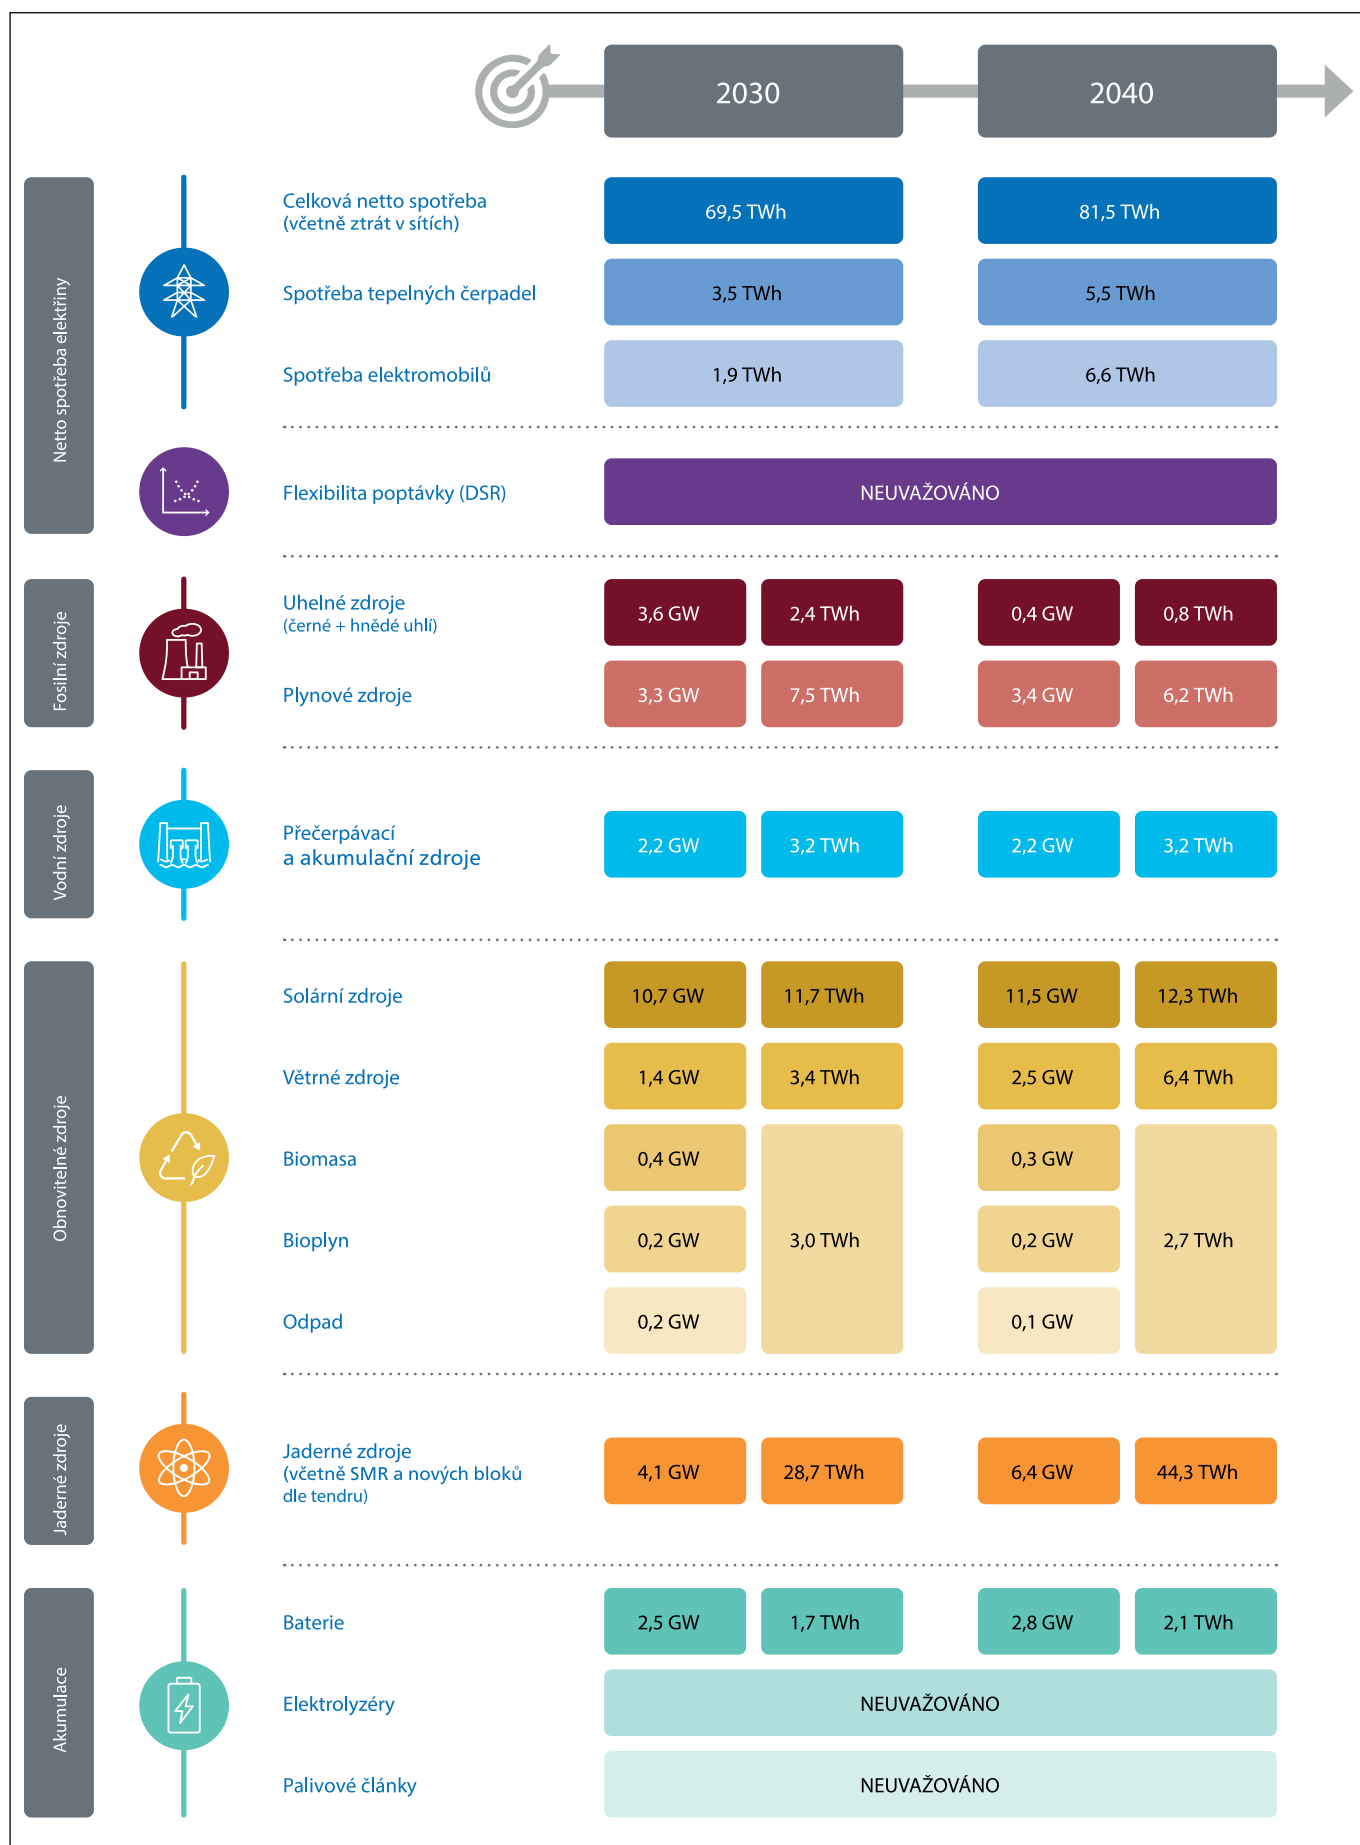 2030 2040
Netto spotřeba elektřiny
Celková netto spotřeba
(včetně ztrát v sítích)
69,5 TWh 81,5 TWh
Spotřeba tepelných čerpadel 3,5 TWh 5,5 TWh
Spotřeba elektromobilů 1,9 TWh 6,6 TWh
Flexibilita poptávky (DSR) NEUVAŽOVÁNO
Fosilní zdroje
Uhelné zdroje
(černé + hnědé uhlí)
3,6 GW 2,4 TWh 0,4 GW 0,8 TWh
Plynové zdroje 3,3 GW 7,5 TWh 3,4 GW 6,2 TWh
Vodní zdroje
Přečerpávací
a akumulační zdroje
2,2 GW 3,2 TWh 2,2 GW 3,2 TWh
Obnovitelné zdroje
Solární zdroje 10,7 GW 11,7 TWh 11,5 GW 12,3 TWh
Větrné zdroje 1,4 GW 3,4 TWh 2,5 GW 6,4 TWh
Biomasa 0,4 GW 0,3 GW
Bioplyn 0,2 GW 3,0 TWh 0,2 GW 2,7 TWh
Odpad 0,2 GW 0,1 GW
Jaderné zdroje
Jaderné zdroje
(včetně SMR a nových bloků
dle tendru)
4,1 GW 28,7 TWh 6,4 GW 44,3 TWh
Akumulace
Baterie 2,5 GW 1,7 TWh 2,8 GW 2,1 TWh
Elektrolyzéry NEUVAŽOVÁNO
Palivové články NEUVAŽOVÁNO